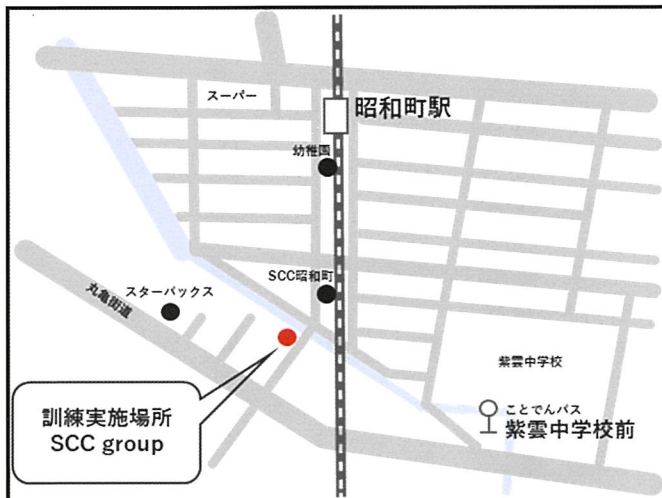 スーパー
昭和町駅
幼稚園
SCC昭和町
丸亀街道
スターバックス
訓練実施場所
SCC group
紫雲中学校
ことでんバス
紫雲中学校前